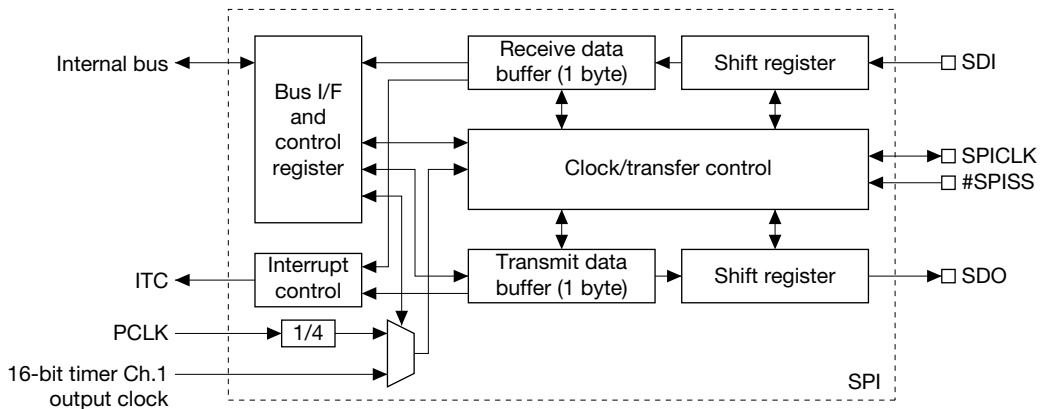 Internal bus
Bus I/F
and
control
register
Receive data
buffer (1 byte)
Shift register
SDI
Clock/transfer control
SPICLK
#SPISS
ITC
Interrupt
control
Transmit data
buffer (1 byte)
Shift register
SDO
PCLK
1/4
16-bit timer Ch.1
output clock
SPI